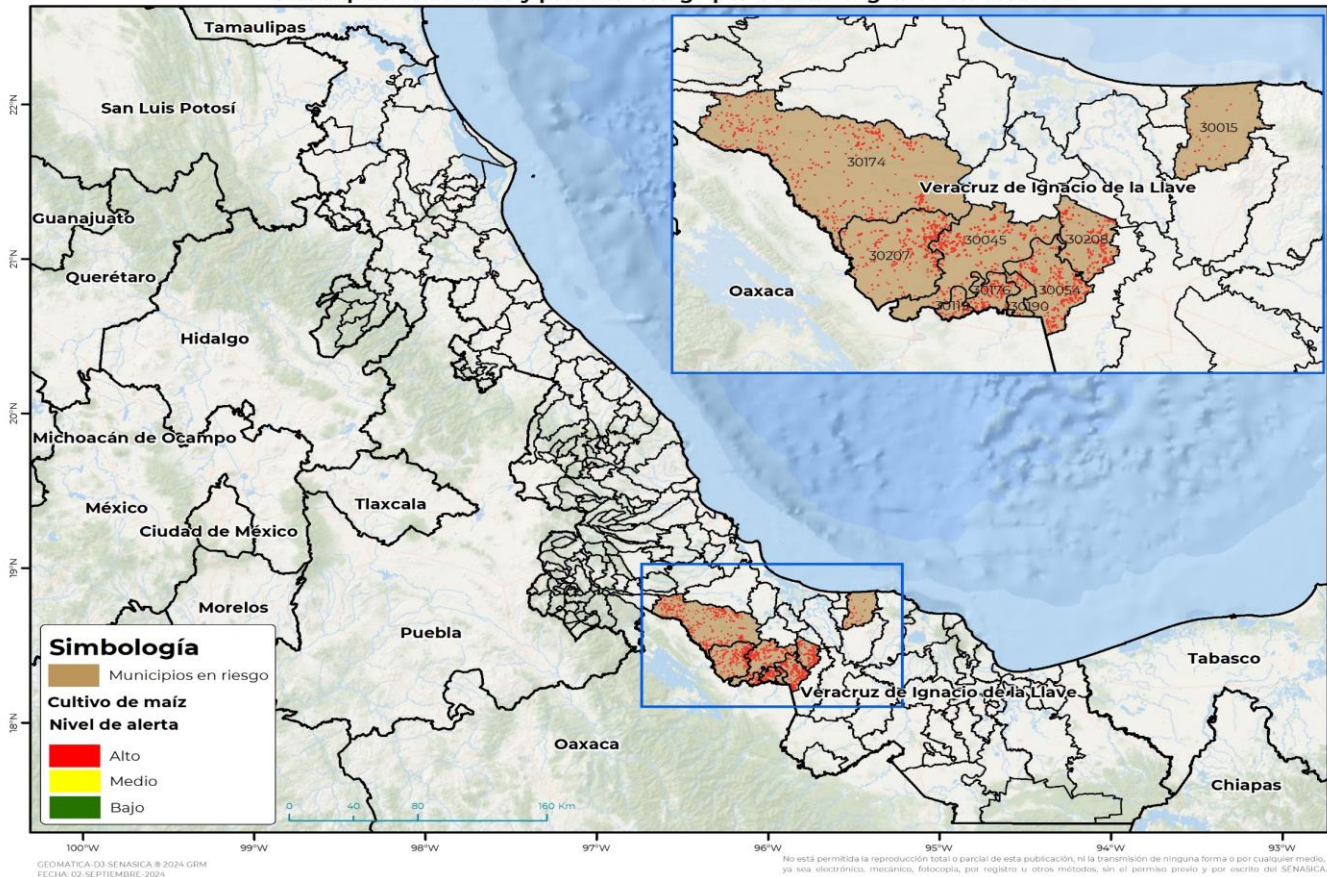 Tamaulipas
San Luis Potosí
Guanajuato
Querétaro
Hidalgo
Michoacán de Ocampo
México
Tlaxcala
Ciudad de México
Morelos
Puebla
Oaxaca
Veracruz de Ignacio de la Llave
Tabasco
Chiapas
30015
30174
Veracruz de Ignacio de la Llave
30045
30208
30207
Oaxaca
30176
30054
30190
22°N
21°N
20°N
19°N
18°N
Simbología
Municipios en riesgo
Cultivo de maíz
Nivel de alerta
Alto
Medio
Bajo
0 40 80 160 Km
100°W 99°W 98°W 97°W 96°W 95°W 94°W 93°W
GEOMÁTICA-DJ-SENASICA ® 2024 GRM
FECHA: 02-SEPTIEMBRE-2024
No está permitida la reproducción total o parcial de esta publicación, ni la transmisión de ninguna forma o por cualquier medio,
ya sea electrónico, mecánico, fotocopia, por registro u otros métodos, sin el permiso previo y por escrito del SENASICA.